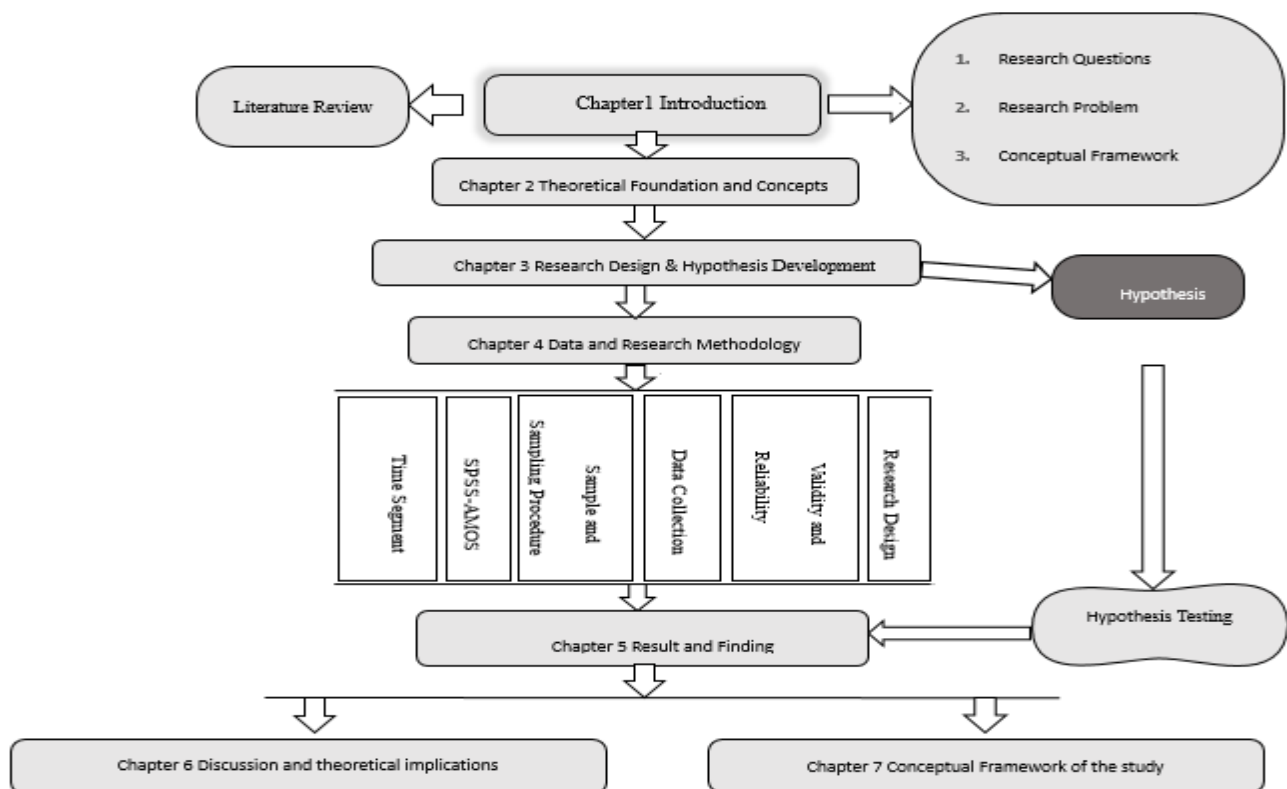 Literature Review
Chapter1 Introduction
1. Research Questions
2. Research Problem
3. Conceptual Framework
Chapter 2 Theoretical Foundation and Concepts
Chapter 3 Research Design & Hypothesis Development
Hypothesis
Chapter 4 Data and Research Methodology
Time Segment
SPSS-AMOS
Sample and
Sampling Procedure
Data Collection
Validity and
Reliability
Research Design
Hypothesis Testing
Chapter 5 Result and Finding
Chapter 6 Discussion and theoretical implications
Chapter 7 Conceptual Framework of the study